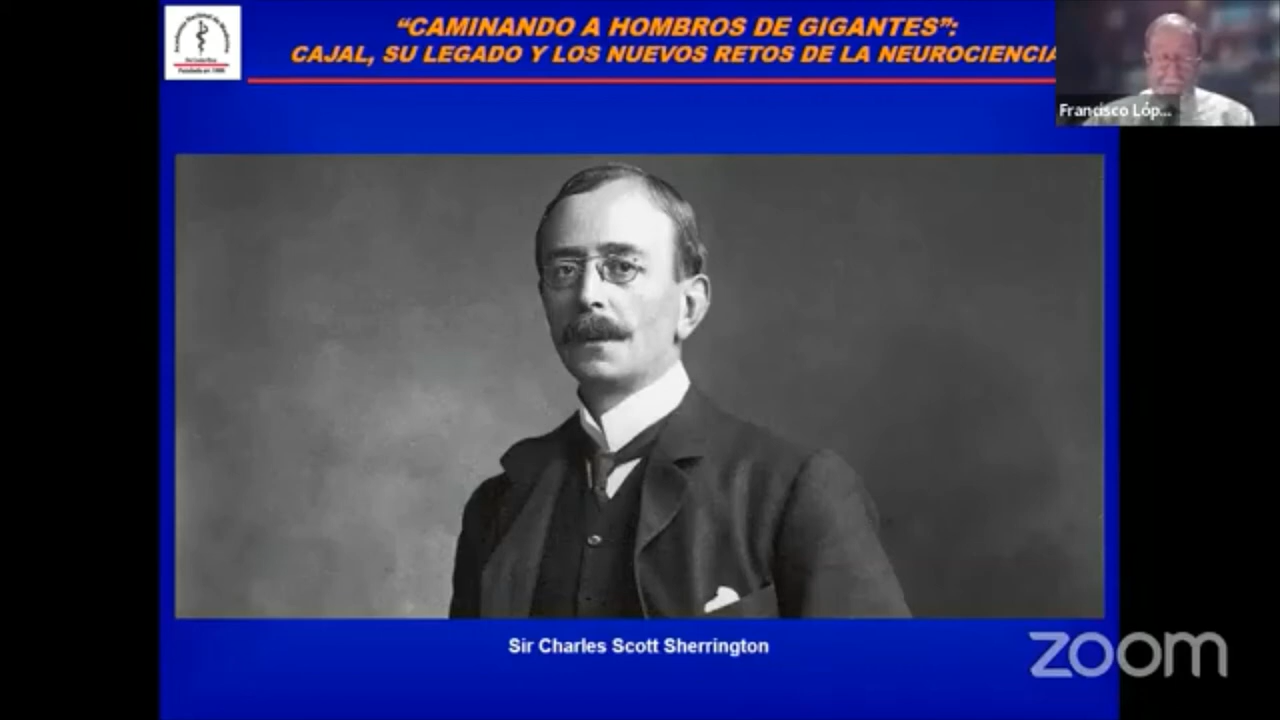 “CAMINANDO A HOMBROS DE GIGANTES”:
CAJAL, SU LEGADO Y LOS NUEVOS RETOS DE LA NEUROCIENCIA
Francisco Lóp...
Sir Charles Scott Sherrington
zoom